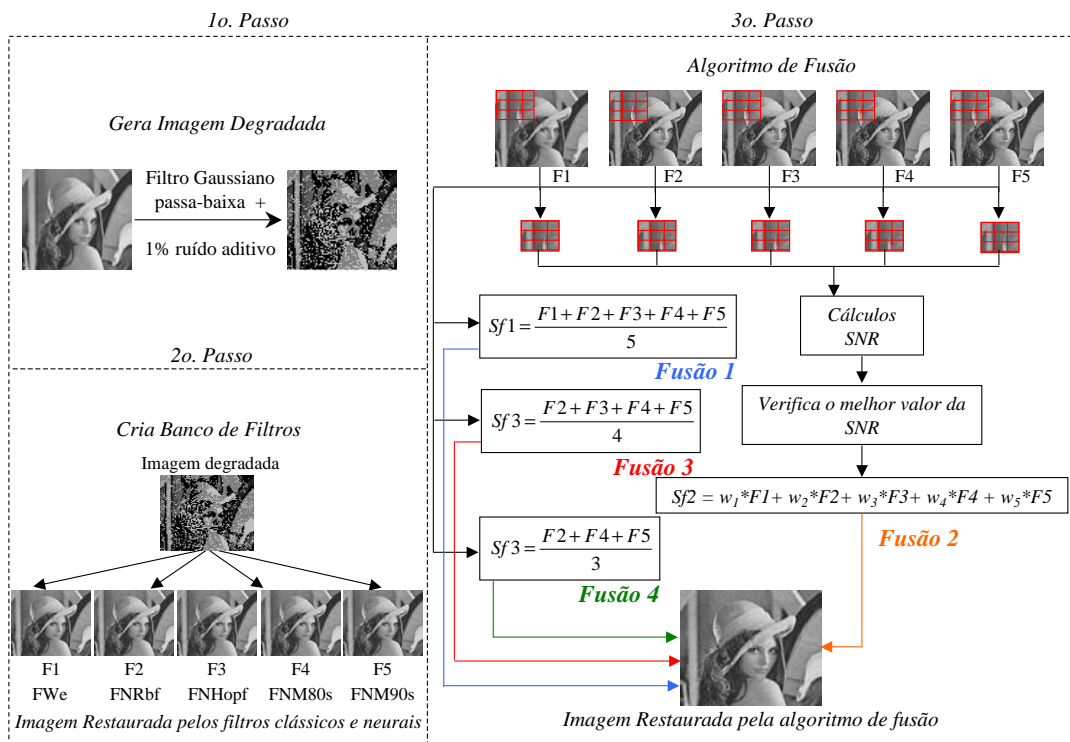 1o. Passo
Gera Imagem Degradada
Filtro Gaussiano
passa-baixa +
1% ruído aditivo
2o. Passo
Cria Banco de Filtros
Imagem degradada
F1 F2 F3 F4 F5
FWe FNRbf FNHopf FNM80s FNM90s
Imagem Restaurada pelos filtros clássicos e neurais
3o. Passo
Algoritmo de Fusão
F1 F2 F3 F4 F5
Sf1 = (F1 + F2 + F3 + F4 + F5) / 5
Fusão 1
Sf3 = (F2 + F3 + F4 + F5) / 4
Fusão 3
Sf3 = (F2 + F4 + F5) / 3
Fusão 4
Cálculos
SNR
Verifica o melhor valor da
SNR
Sf2 = w₁*F1+ w₂*F2+ w₃*F3+ w₄*F4 + w₅*F5
Fusão 2
Imagem Restaurada pela algoritmo de fusão